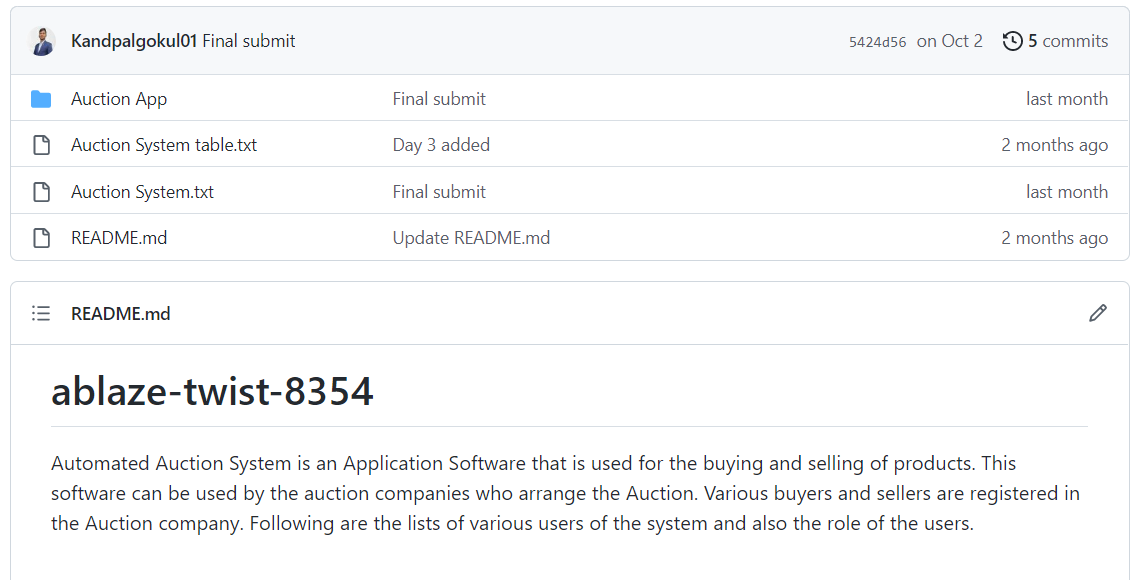 Kandpalgokul01 Final submit 5424d56 on Oct 2 5 commits
Auction App Final submit last month
Auction System table.txt Day 3 added 2 months ago
Auction System.txt Final submit last month
README.md Update README.md 2 months ago
README.md
ablaze-twist-8354
Automated Auction System is an Application Software that is used for the buying and selling of products. This
software can be used by the auction companies who arrange the Auction. Various buyers and sellers are registered in
the Auction company. Following are the lists of various users of the system and also the role of the users.